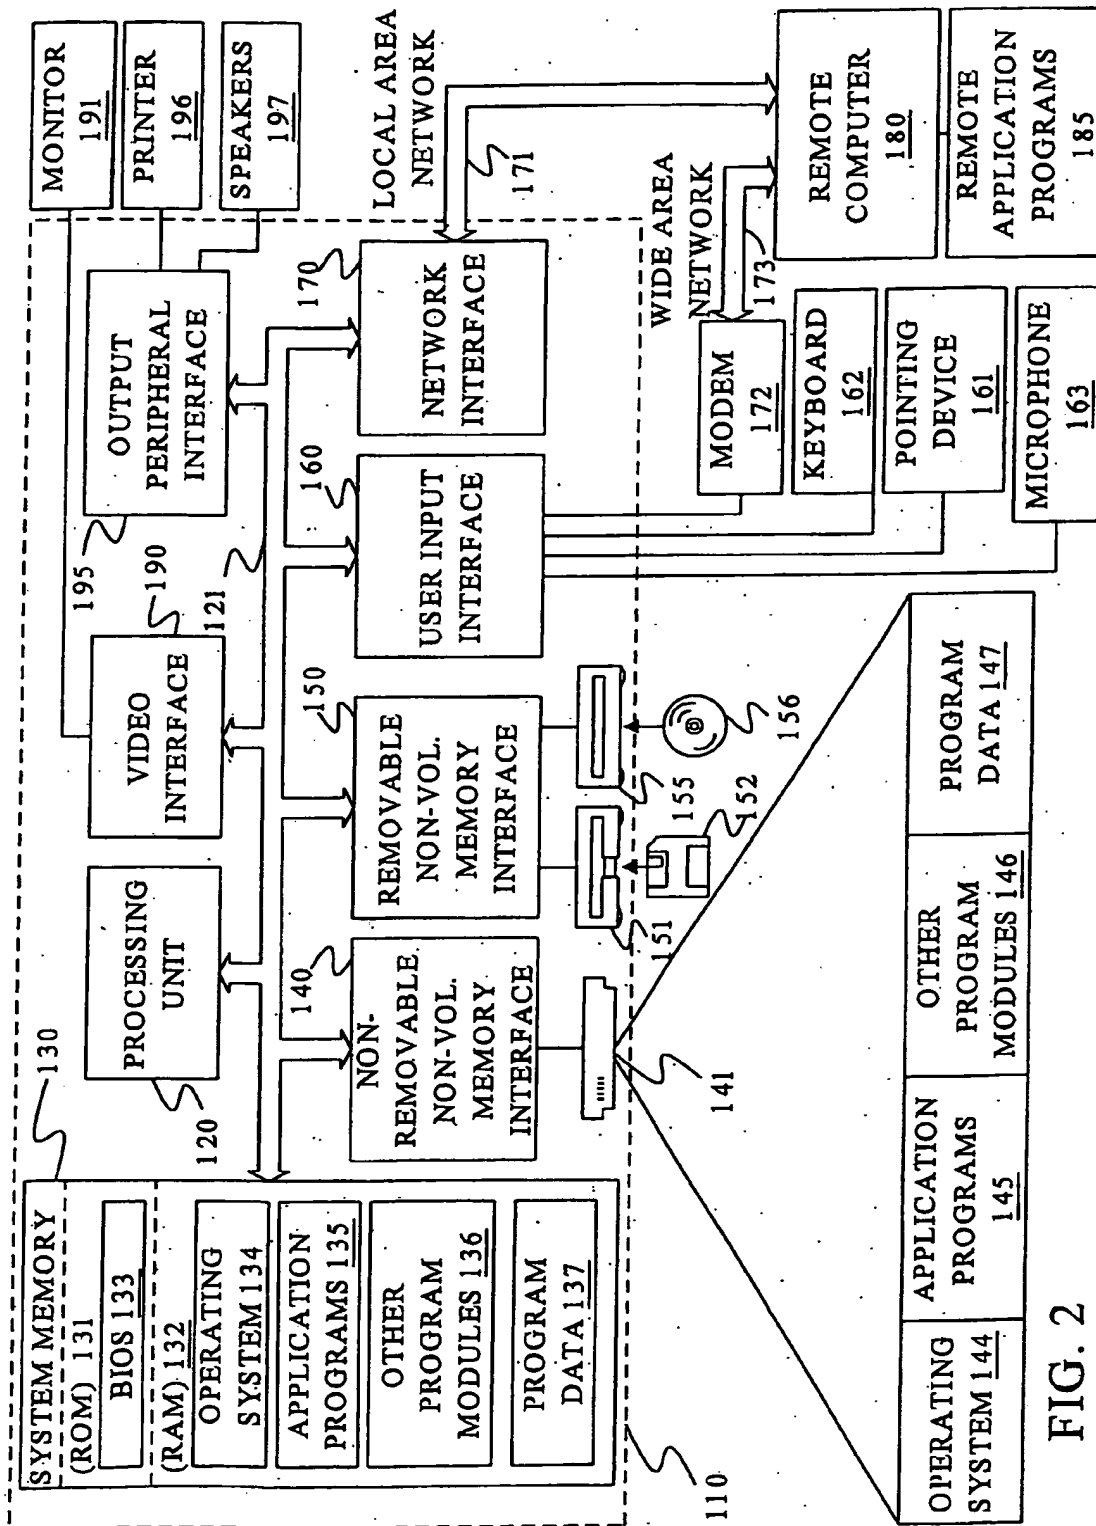 SYSTEM MEMORY
(ROM) 131
BIOS 133
(RAM) 132
OPERATING
SYSTEM 134
APPLICATION
PROGRAMS 135
OTHER
PROGRAM
MODULES 136
PROGRAM
DATA 137
130
PROCESSING
UNIT
120
VIDEO
INTERFACE
190
121
OUTPUT
PERIPHERAL
INTERFACE
195
MONITOR
191
PRINTER
196
SPEAKERS
197
NON-
REMOVABLE
NON-VOL.
MEMORY
INTERFACE
140
REMOVABLE
NON-VOL.
MEMORY
INTERFACE
150
USER INPUT
INTERFACE
160
NETWORK
INTERFACE
170
LOCAL AREA
NETWORK
171
110
141
151
152
155
156
WIDE AREA
NETWORK
173
MODEM
172
KEYBOARD
162
POINTING
DEVICE
161
MICROPHONE
163
REMOTE
COMPUTER
180
REMOTE
APPLICATION
PROGRAMS
185
OPERATING
SYSTEM 144
APPLICATION
PROGRAMS
145
OTHER
PROGRAM
MODULES 146
PROGRAM
DATA 147
FIG. 2